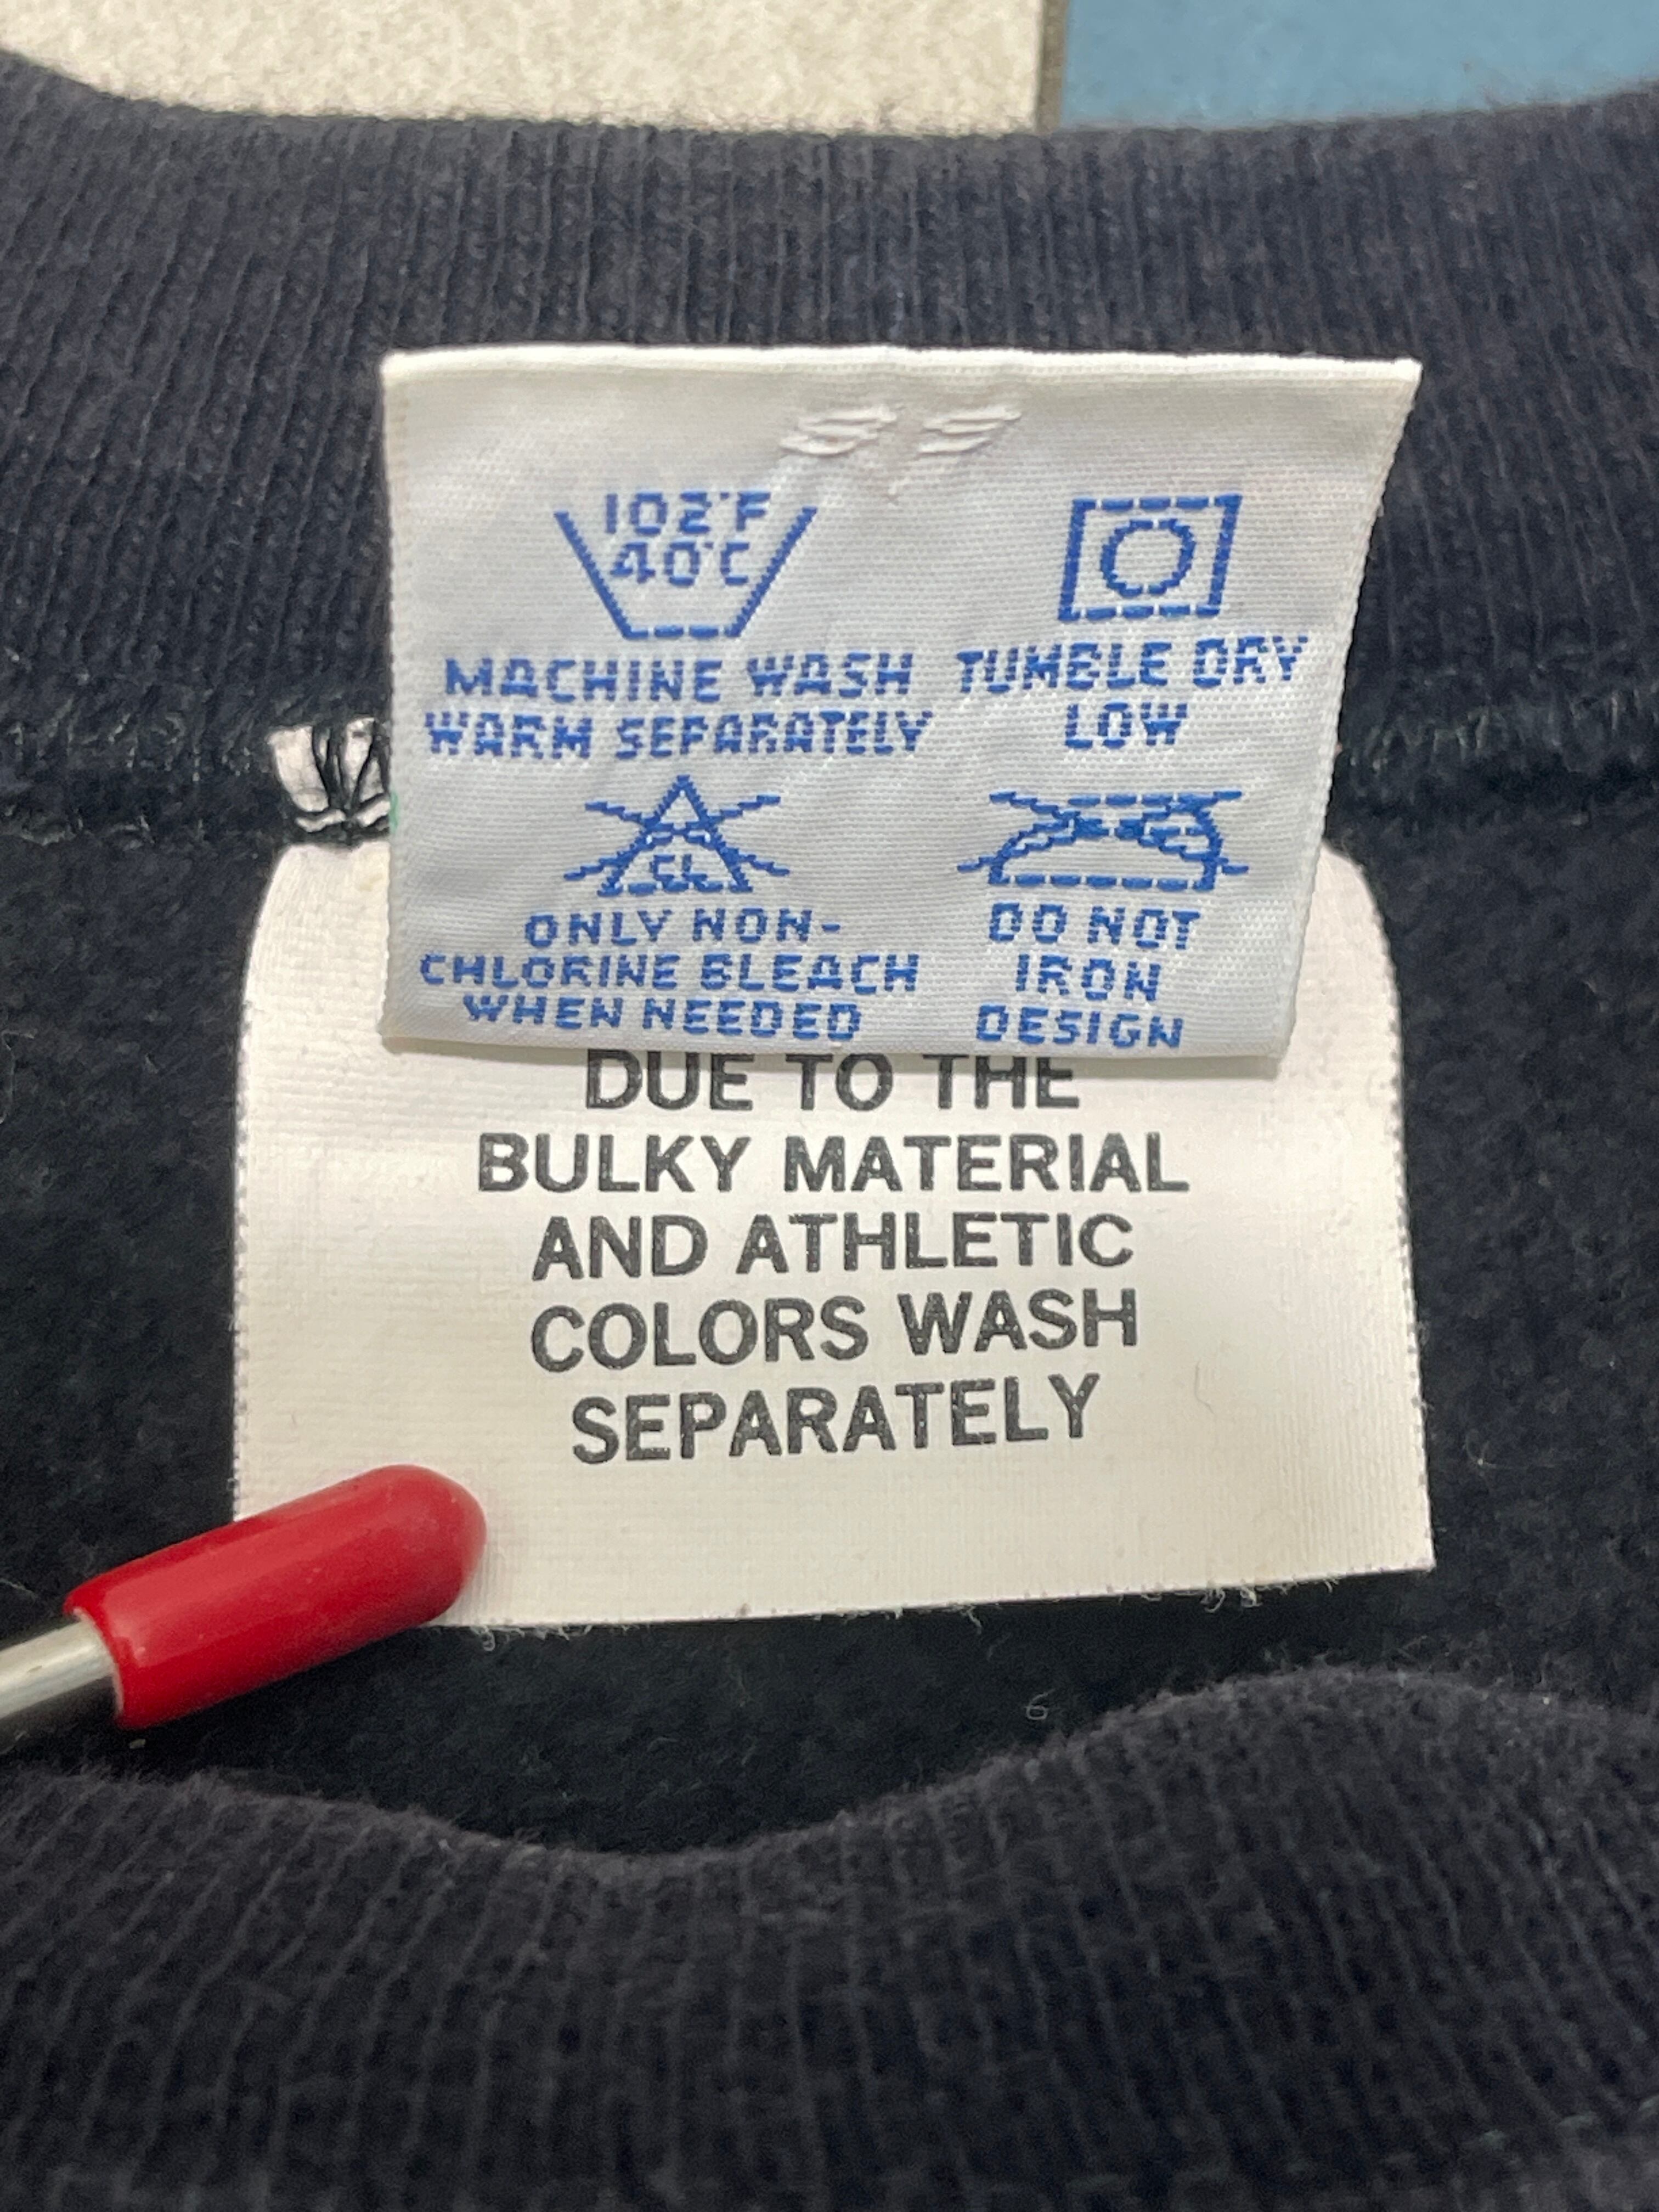 102°F
40°C
MACHINE WASH
WARM SEPARATELY
TUMBLE DRY
LOW
CL
ONLY NON-
CHLORINE BLEACH
WHEN NEEDED
DO NOT
IRON
DESIGN
DUE TO THE
BULKY MATERIAL
AND ATHLETIC
COLORS WASH
SEPARATELY